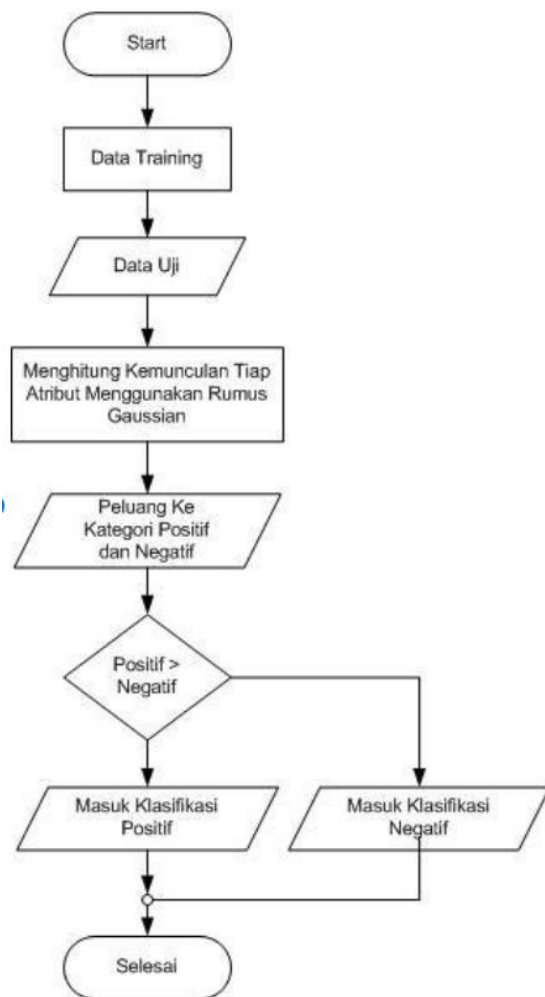 Start
Data Training
Data Uji
Menghitung Kemunculan Tiap
Atribut Menggunakan Rumus
Gaussian
Peluang Ke
Kategori Positif
dan Negatif
Positif >
Negatif
Masuk Klasifikasi
Positif
Masuk Klasifikasi
Negatif
Selesai